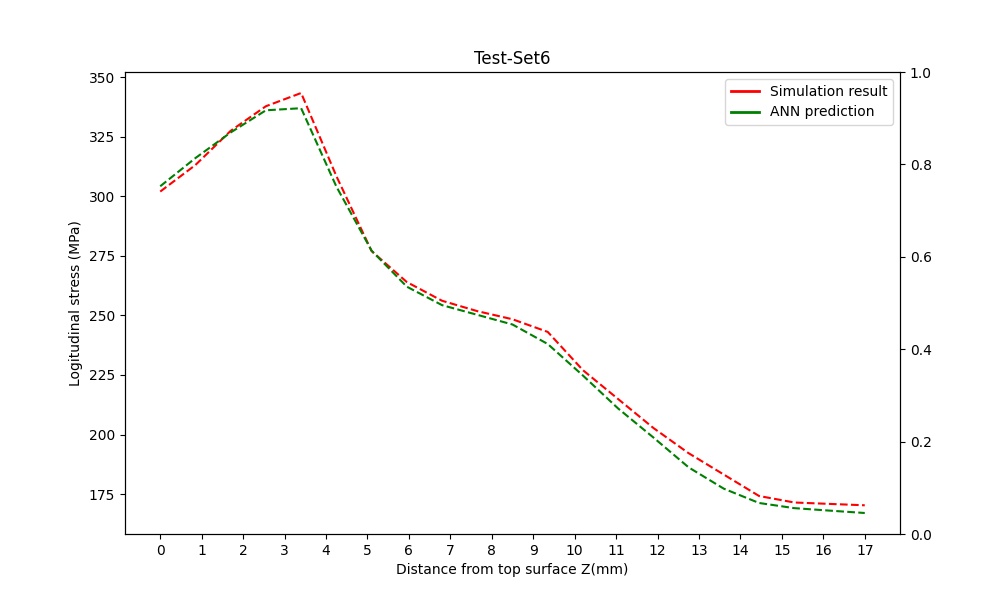 Test-Set6
Simulation result
ANN prediction
350
325
300
275
250
225
200
175
Logitudinal stress (MPa)
1.0
0.8
0.6
0.4
0.2
0.0
0 1 2 3 4 5 6 7 8 9 10 11 12 13 14 15 16 17
Distance from top surface Z(mm)